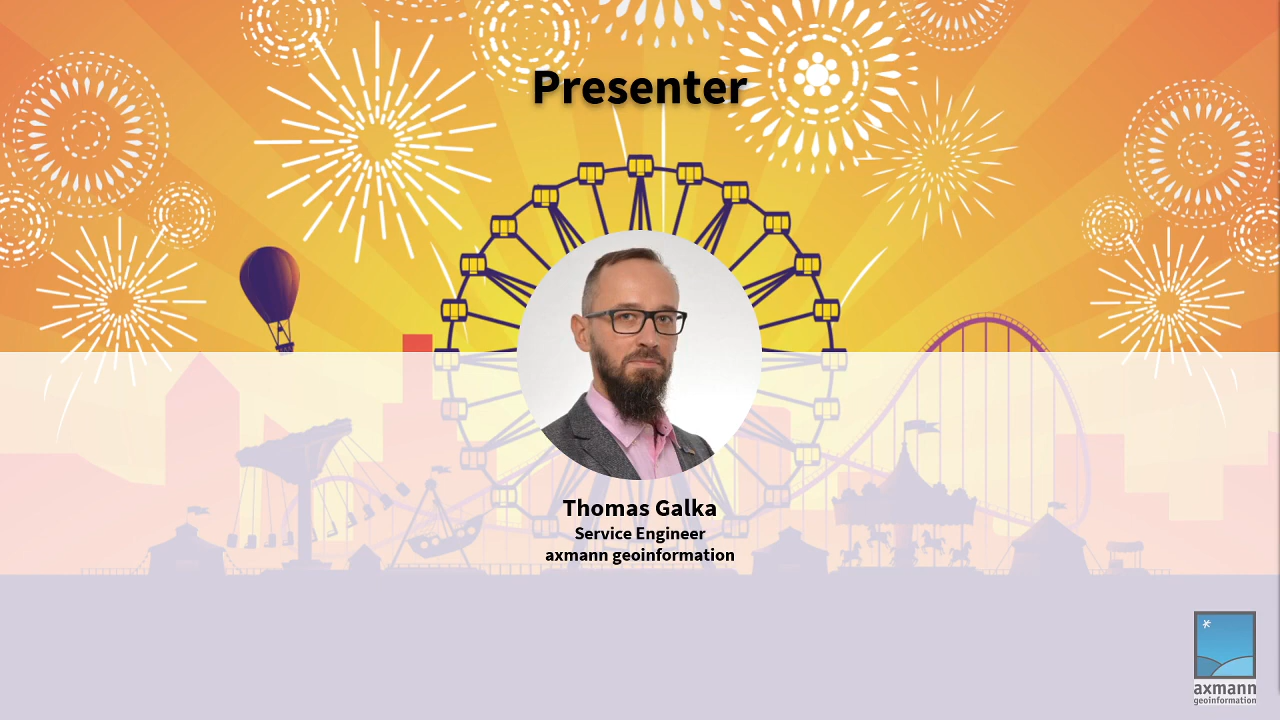 Presenter
Thomas Galka
Service Engineer
axmann geoinformation
axmann
geoinformation